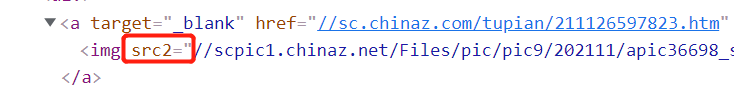 <a target="_blank" href="//sc.chinaz.com/tupian/211126597823.htm"
<img src2="//scpic1.chinaz.net/Files/pic/pic9/202111/apic36698_s
</a>